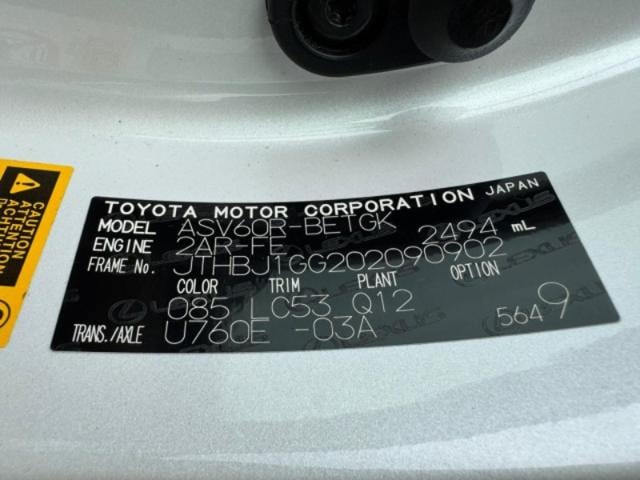 TOYOTA MOTOR CORPORATION JAPAN
MODEL ASV60R-BETGK
ENGINE 2AR-FE 2494 mL
FRAME No. JTHBJ1GG202090902
COLOR TRIM PLANT OPTION
085 LC53 Q12
TRANS./AXLE U760E -03A 5649
CAUTION
ATTENTION